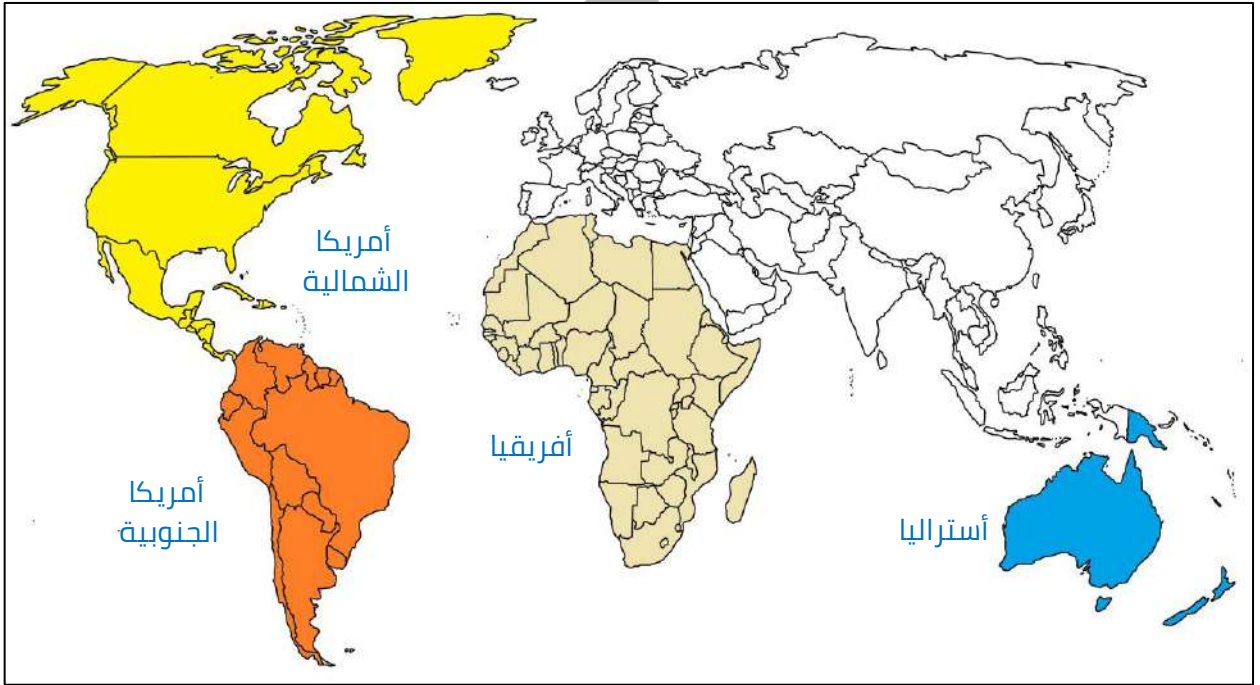 أمريكا
الشمالية
أفريقيا
أمريكا
الجنوبية
أستراليا